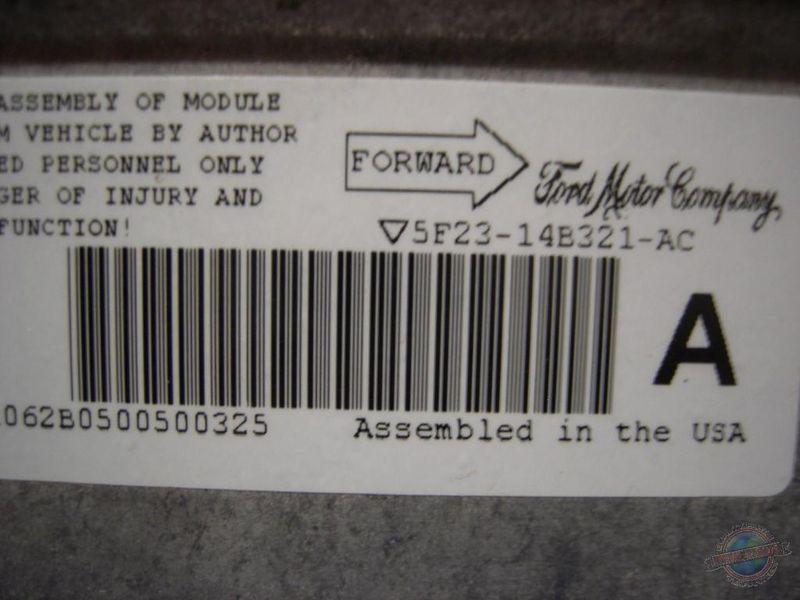 ASSEMBLY OF MODULE
M VEHICLE BY AUTHOR
ED PERSONNEL ONLY
GER OF INJURY AND
FUNCTION!
FORWARD
Ford Motor Company,
▽5F23-14B321-AC
A
062B0500500325
Assembled in the USA